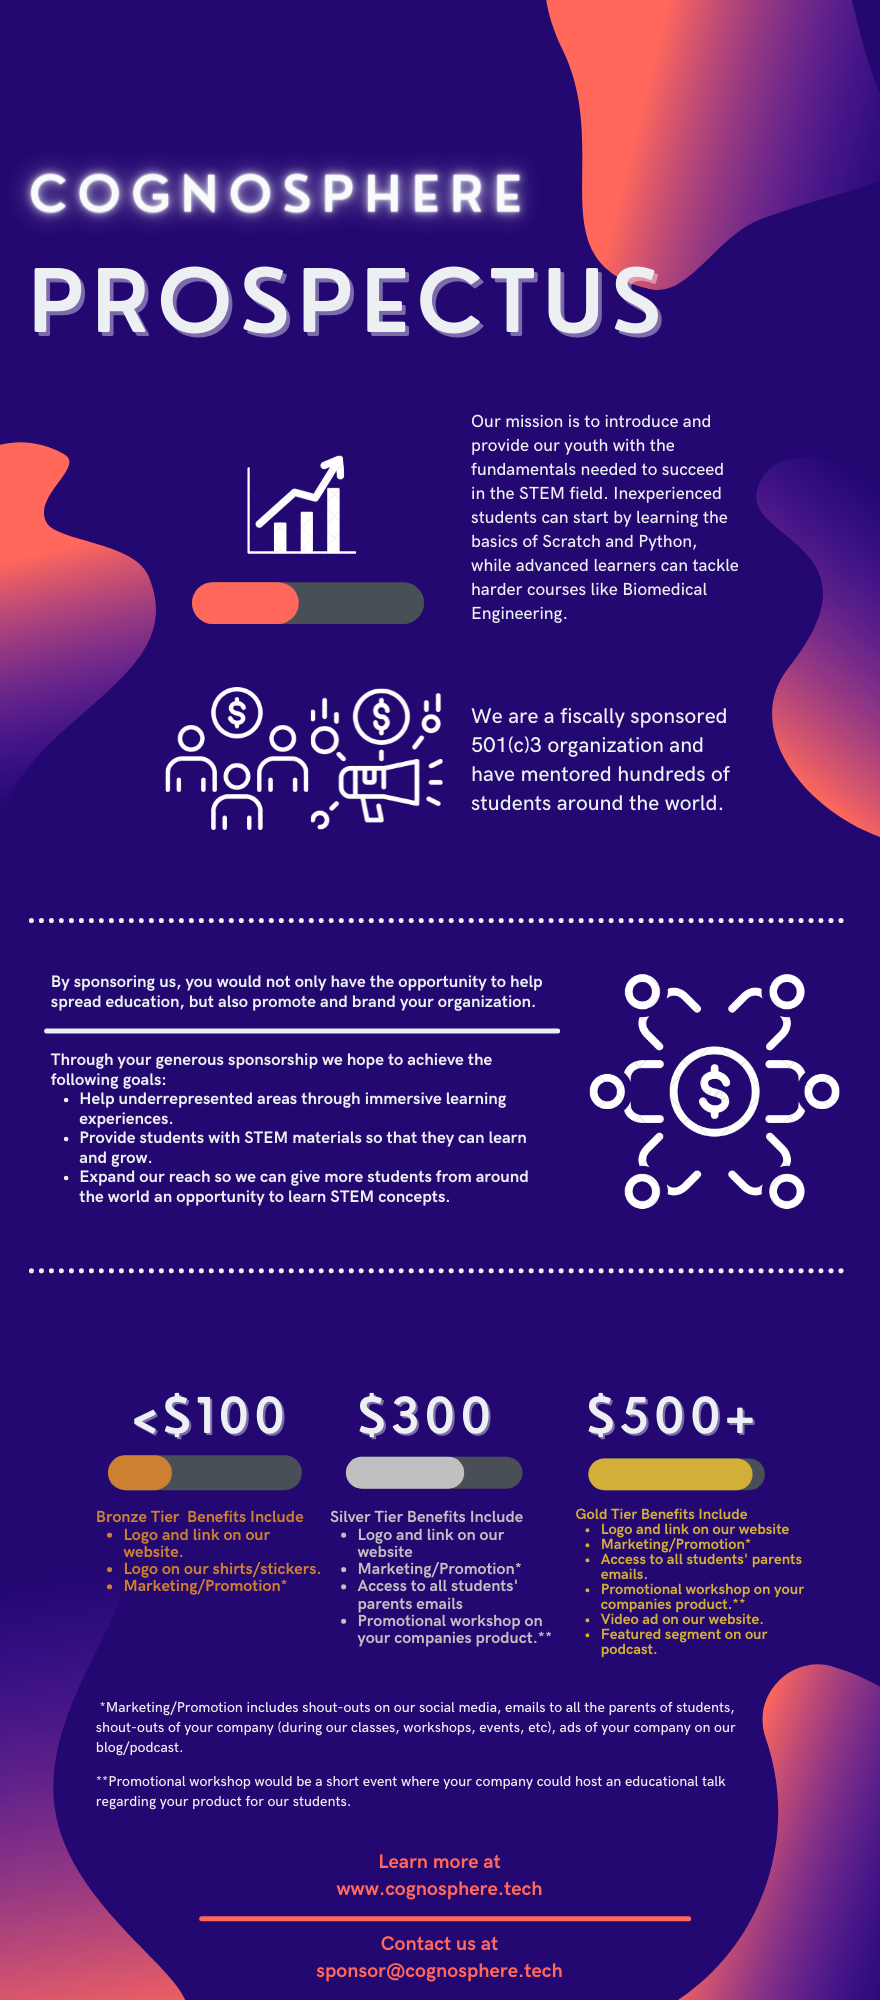 COGNOSPHERE
PROSPECTUS
Our mission is to introduce and
provide our youth with the
fundamentals needed to succeed
in the STEM field. Inexperienced
students can start by learning the
basics of Scratch and Python,
while advanced learners can tackle
harder courses like Biomedical
Engineering.
$
$
We are a fiscally sponsored
501(c)3 organization and
have mentored hundreds of
students around the world.
By sponsoring us, you would not only have the opportunity to help
spread education, but also promote and brand your organization.
Through your generous sponsorship we hope to achieve the
following goals:
• Help underrepresented areas through immersive learning
experiences.
• Provide students with STEM materials so that they can learn
and grow.
• Expand our reach so we can give more students from around
the world an opportunity to learn STEM concepts.
$
<$100
Bronze Tier  Benefits Include
• Logo and link on our
website.
• Logo on our shirts/stickers.
• Marketing/Promotion*
$300
Silver Tier Benefits Include
• Logo and link on our
website
• Marketing/Promotion*
• Access to all students'
parents emails
• Promotional workshop on
your companies product.**
$500+
Gold Tier Benefits Include
• Logo and link on our website
• Marketing/Promotion*
• Access to all students' parents
emails.
• Promotional workshop on your
companies product.**
• Video ad on our website.
• Featured segment on our
podcast.
*Marketing/Promotion includes shout-outs on our social media, emails to all the parents of students,
shout-outs of your company (during our classes, workshops, events, etc), ads of your company on our
blog/podcast.
**Promotional workshop would be a short event where your company could host an educational talk
regarding your product for our students.
Learn more at
www.cognosphere.tech
Contact us at
sponsor@cognosphere.tech